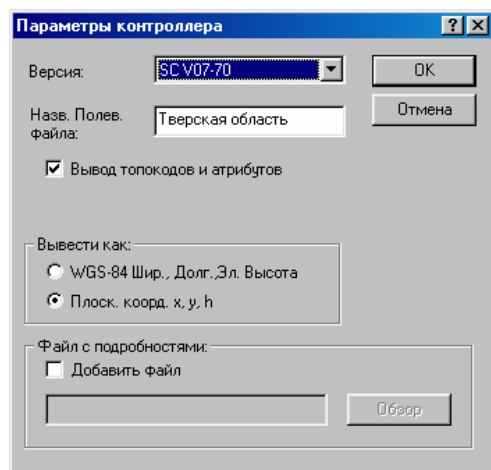 Параметры контроллера
Версия:
SC V07-70
OK
Назв. Полев.
файла:
Тверская область
Отмена
Вывод топокодов и атрибутов
Вывести как:
WGS-84 Шир., Долг.,Эл. Высота
Плоск. коорд. x, y, h
Файл с подробностями:
Добавить файл
Обзор